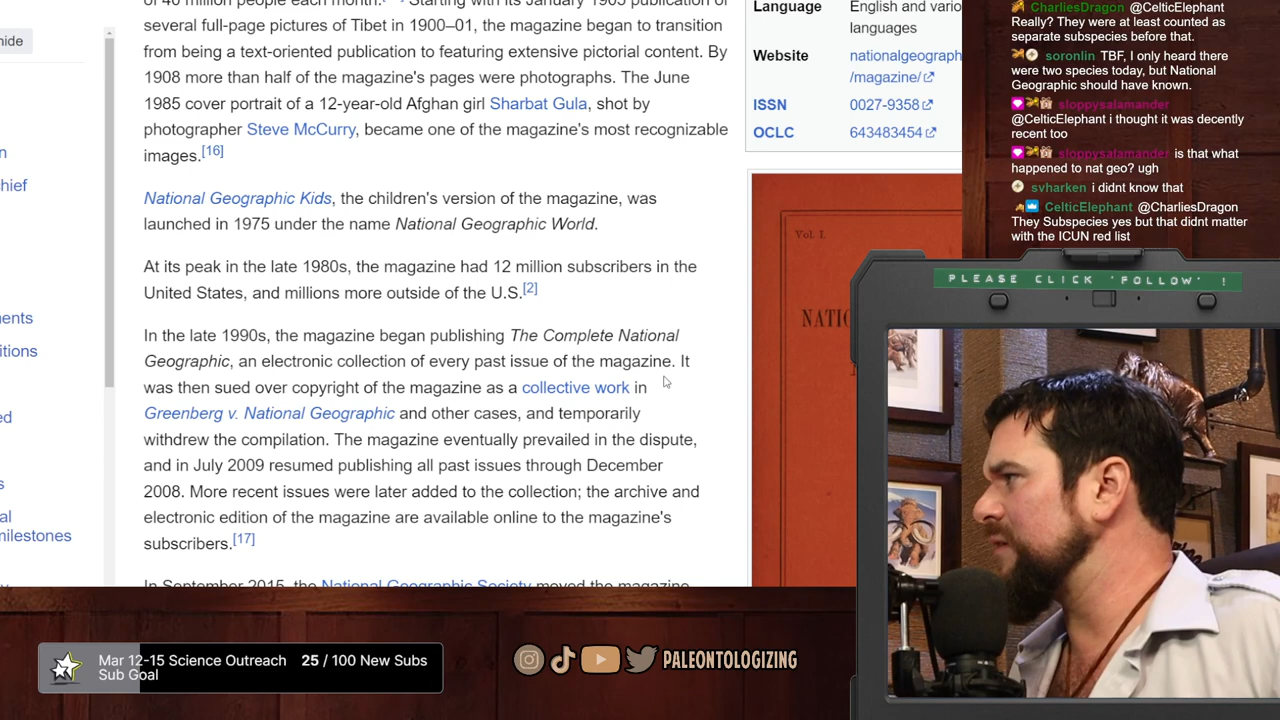 of 40 million people each month. Starting with its January 1905 publication of
several full-page pictures of Tibet in 1900–01, the magazine began to transition
from being a text-oriented publication to featuring extensive pictorial content. By
1908 more than half of the magazine's pages were photographs. The June
1985 cover portrait of a 12-year-old Afghan girl Sharbat Gula, shot by
photographer Steve McCurry, became one of the magazine's most recognizable
images.[16]
National Geographic Kids, the children's version of the magazine, was
launched in 1975 under the name National Geographic World.
At its peak in the late 1980s, the magazine had 12 million subscribers in the
United States, and millions more outside of the U.S.[2]
In the late 1990s, the magazine began publishing The Complete National
Geographic, an electronic collection of every past issue of the magazine. It
was then sued over copyright of the magazine as a collective work in
Greenberg v. National Geographic and other cases, and temporarily
withdrew the compilation. The magazine eventually prevailed in the dispute,
and in July 2009 resumed publishing all past issues through December
2008. More recent issues were later added to the collection; the archive and
electronic edition of the magazine are available online to the magazine's
subscribers.[17]
In September 2015, the National Geographic Society moved the magazine
hide
n
hief
ments
itions
ed
s
al
milestones
Language English and vario
languages
Website nationalgeograph
/magazine/
ISSN 0027-9358
OCLC 643483454
Vol. I.
NATIO
CharliesDragon @CelticElephant
Really? They were at least counted as
separate subspecies before that.
soronlin TBF, I only heard there
were two species today, but National
Geographic should have known.
sloppysalamander
@CelticElephant i thought it was decently
recent too
sloppysalamander is that what
happened to nat geo? ugh
svharken i didnt know that
CelticElephant @CharliesDragon
They Subspecies yes but that didnt matter
with the ICUN red list
PLEASE CLICK "FOLLOW" !
Mar 12-15 Science Outreach 25 / 100 New Subs
Sub Goal
PALEONTOLOGIZING